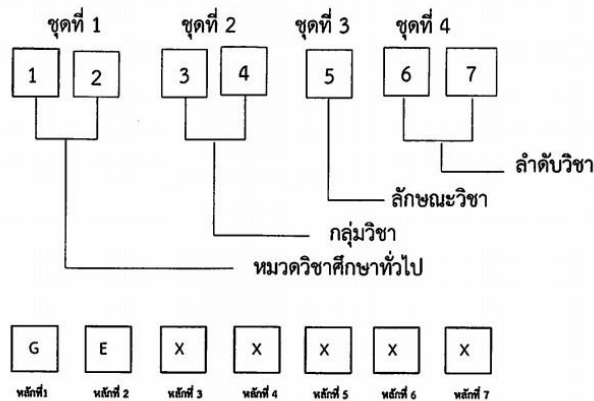 ชุดที่ 1 ชุดที่ 2 ชุดที่ 3 ชุดที่ 4
1 2 3 4 5 6 7
ลำดับวิชา
ลักษณะวิชา
กลุ่มวิชา
หมวดวิชาศึกษาทั่วไป
G E X X X X X
หลักที่1 หลักที่ 2 หลักที่ 3 หลักที่ 4 หลักที่ 5 หลักที่ 6 หลักที่ 7